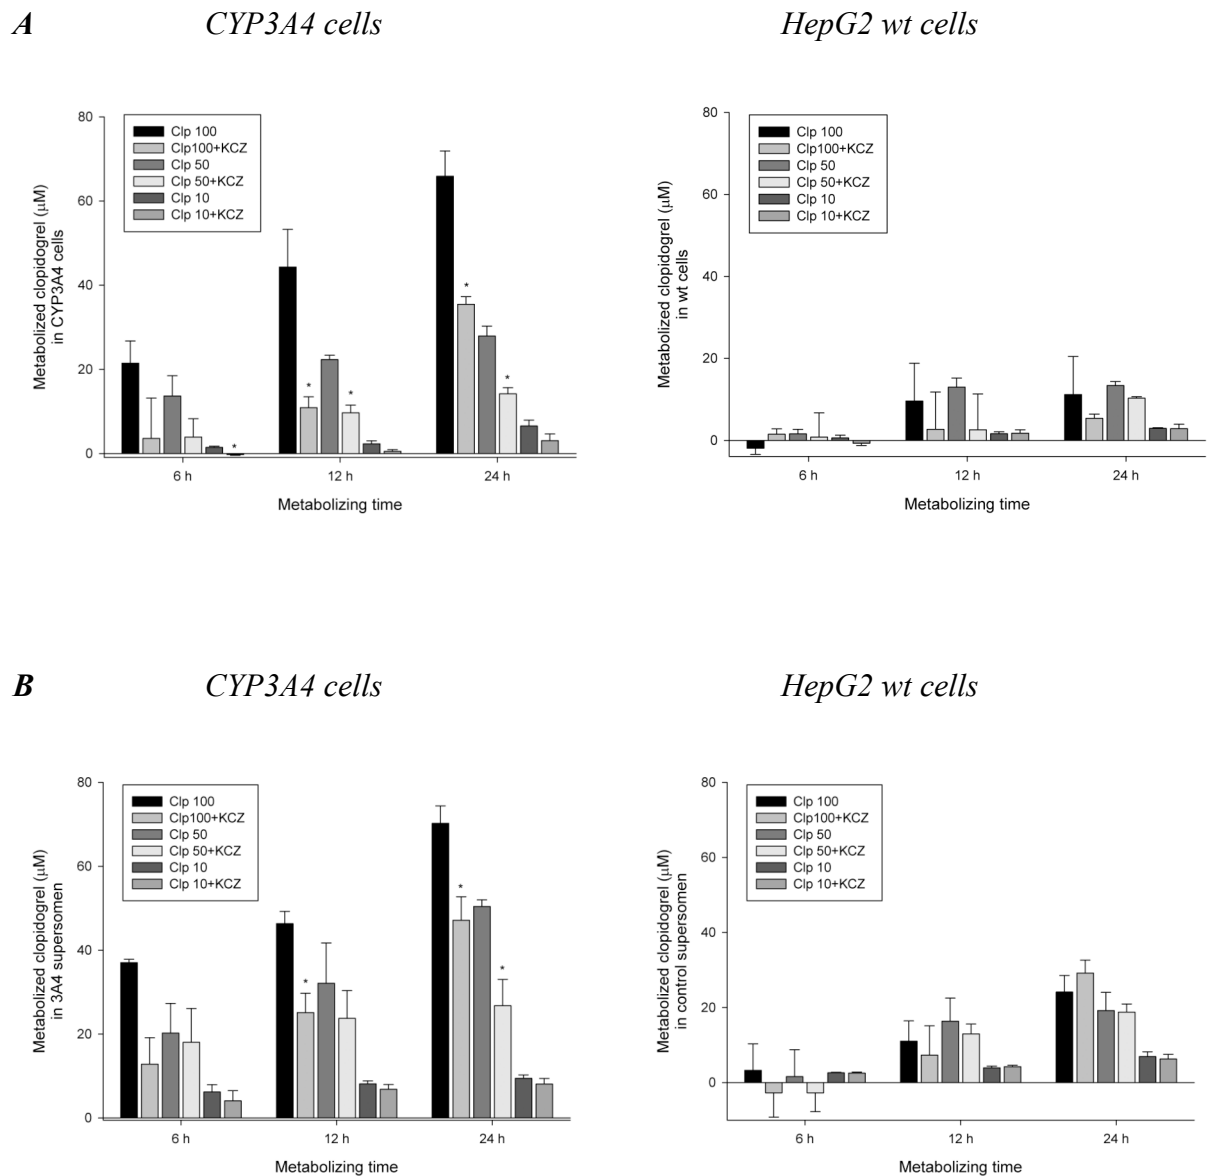 A CYP3A4 cells HepG2 wt cells
80
60
40
20
0
Metabolized clopidogrel (μM)
in CYP3A4 cells
Clp 100
Clp100+KCZ
Clp 50
Clp 50+KCZ
Clp 10
Clp 10+KCZ
*
*
*
*
*
6 h 12 h 24 h
Metabolizing time
80
60
40
20
0
Metabolized clopidogrel (μM)
in wt cells
Clp 100
Clp100+KCZ
Clp 50
Clp 50+KCZ
Clp 10
Clp 10+KCZ
6 h 12 h 24 h
Metabolizing time
B CYP3A4 cells HepG2 wt cells
80
60
40
20
0
Metabolized clopidogrel (μM)
in 3A4 supersomen
Clp 100
Clp100+KCZ
Clp 50
Clp 50+KCZ
Clp 10
Clp 10+KCZ
*
*
*
6 h 12 h 24 h
Metabolizing time
80
60
40
20
0
Metabolized clopidogrel (μM)
in control supersomen
Clp 100
Clp100+KCZ
Clp 50
Clp 50+KCZ
Clp 10
Clp 10+KCZ
6 h 12 h 24 h
Metabolizing time